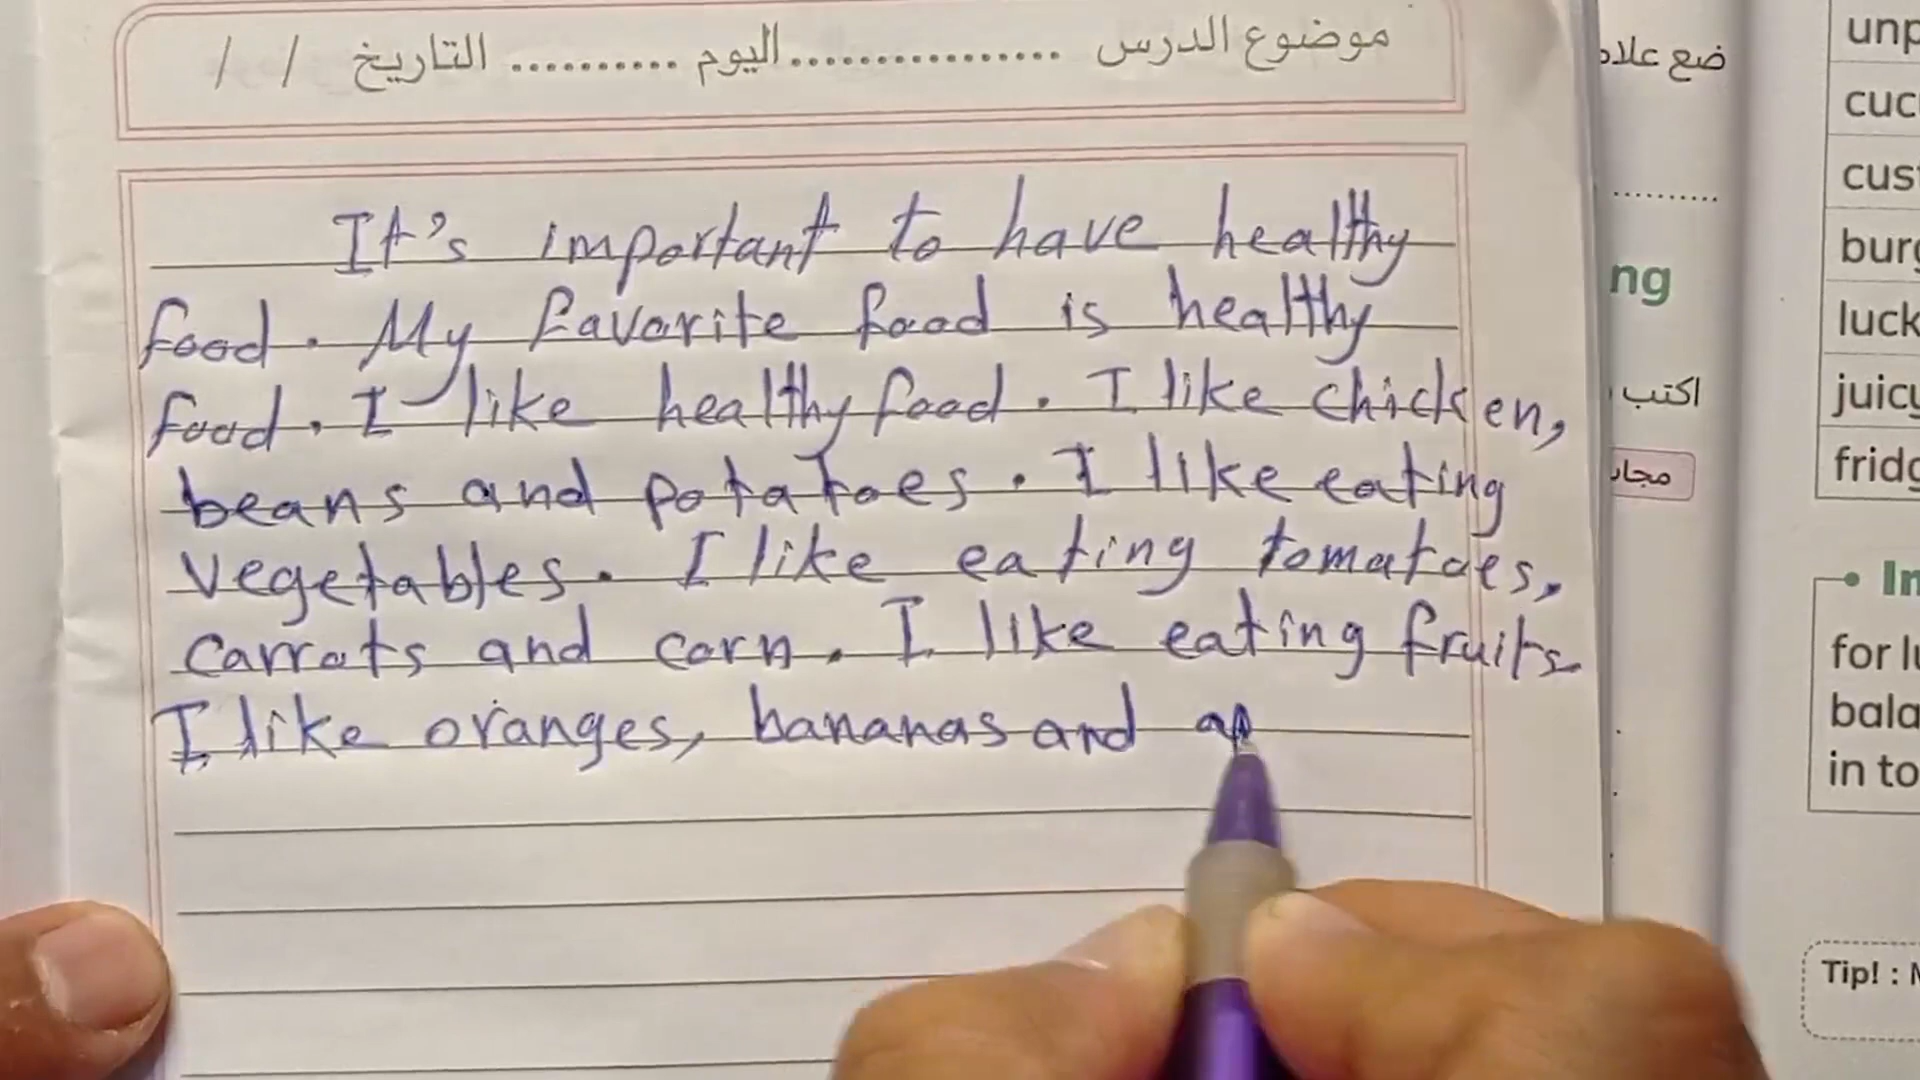 موضوع الدرس ................ اليوم .......... التاريخ / /
It's important to have healthy
food. My favorite food is healthy
food. I like healthy food. I like chicken,
beans and potatoes. I like eating
vegetables. I like eating tomatoes,
carrots and corn. I like eating fruits.
I like oranges, bananas and ap
ضع علا
ng
اكتب
مجا
unp
cuc
cus
burg
luck
juicy
fridg
In
for lu
bala
in to
Tip! :